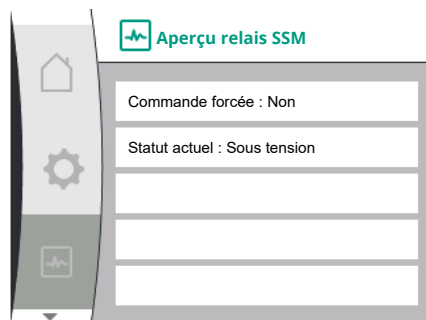 Aperçu relais SSM
Commande forcée : Non
Statut actuel : Sous tension